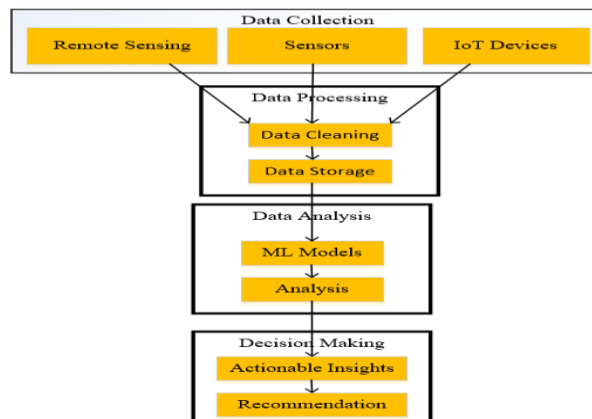 Data Collection
Remote Sensing
Sensors
IoT Devices
Data Processing
Data Cleaning
Data Storage
Data Analysis
ML Models
Analysis
Decision Making
Actionable Insights
Recommendation